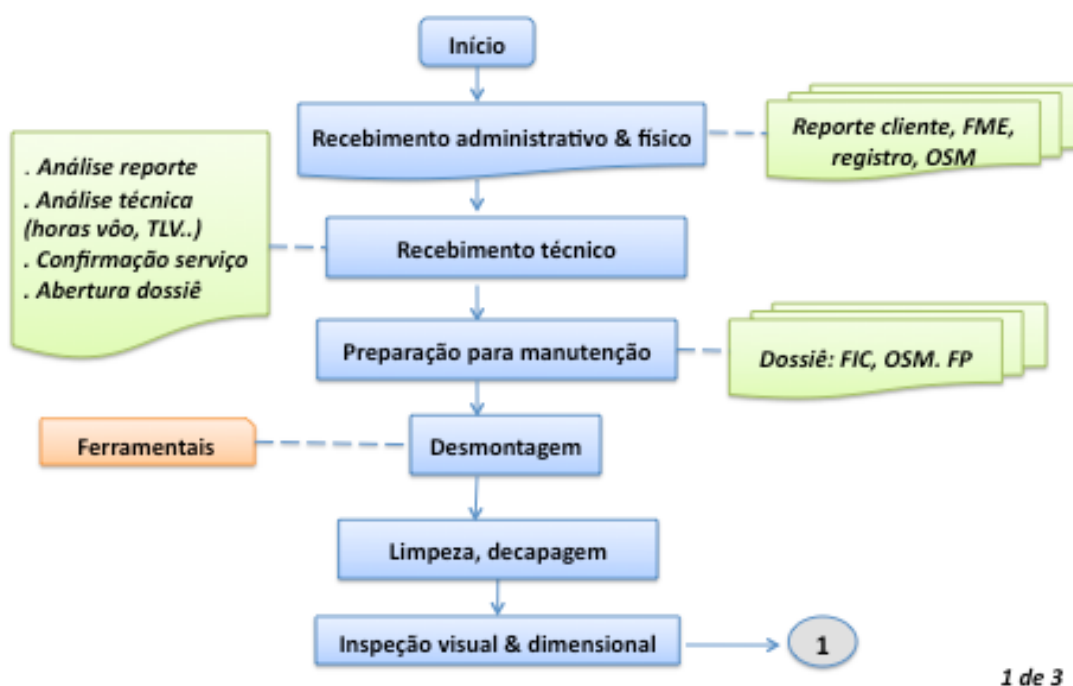 Início
Recebimento administrativo & físico
Reporte cliente, FME,
registro, OSM
. Análise reporte
. Análise técnica
(horas vôo, TLV..)
. Confirmação serviço
. Abertura dossiê
Recebimento técnico
Preparação para manutenção
Dossiê: FIC, OSM. FP
Ferramentais
Desmontagem
Limpeza, decapagem
Inspeção visual & dimensional
1
1 de 3